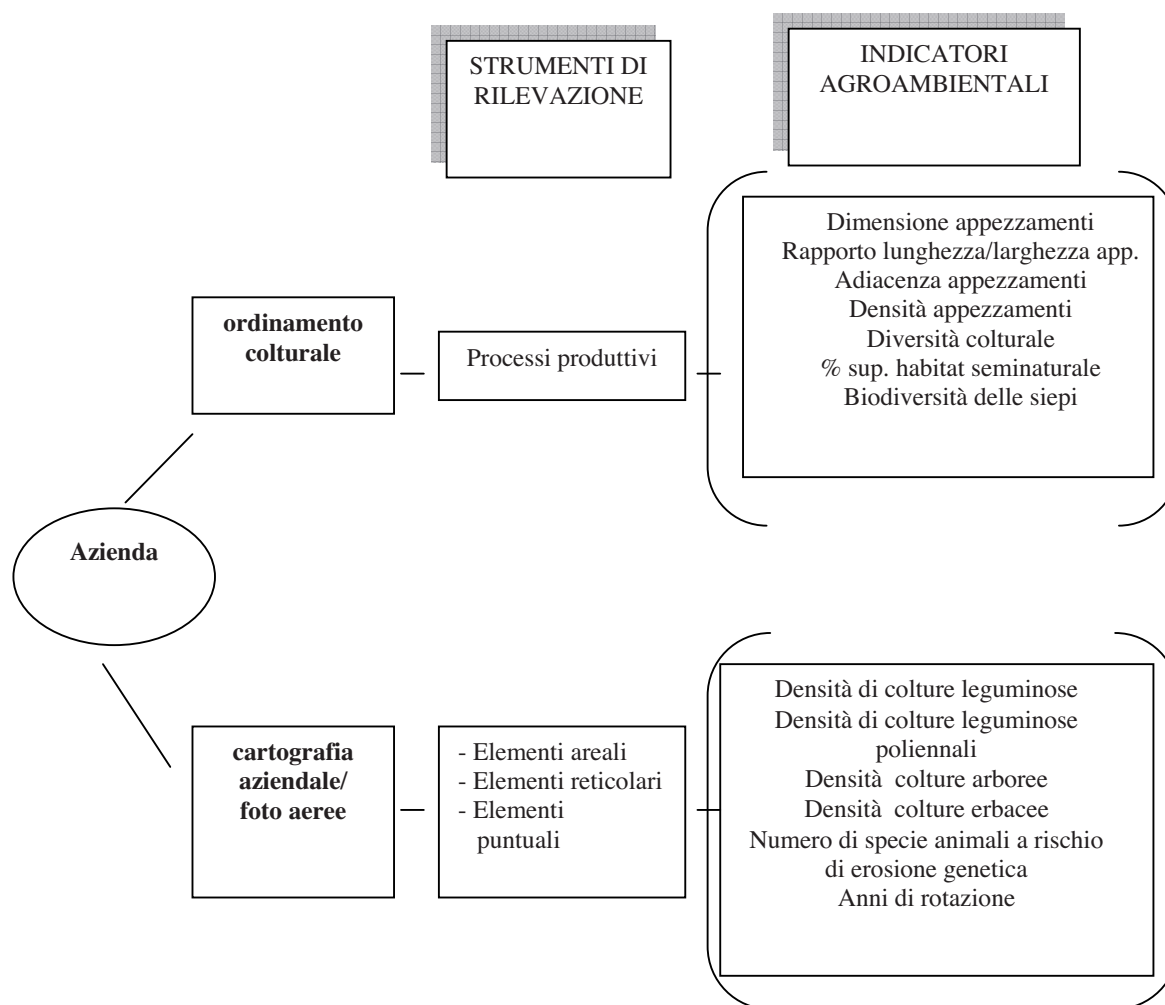 STRUMENTI DI
RILEVAZIONE
INDICATORI
AGROAMBIENTALI
Dimensione appezzamenti
Rapporto lunghezza/larghezza app.
Adiacenza appezzamenti
Densità appezzamenti
Diversità colturale
% sup. habitat seminaturale
Biodiversità delle siepi
ordinamento
colturale
Processi produttivi
Azienda
cartografia
aziendale/
foto aeree
- Elementi areali
- Elementi reticolari
- Elementi
puntuali
Densità di colture leguminose
Densità di colture leguminose
poliennali
Densità colture arboree
Densità colture erbacee
Numero di specie animali a rischio
di erosione genetica
Anni di rotazione